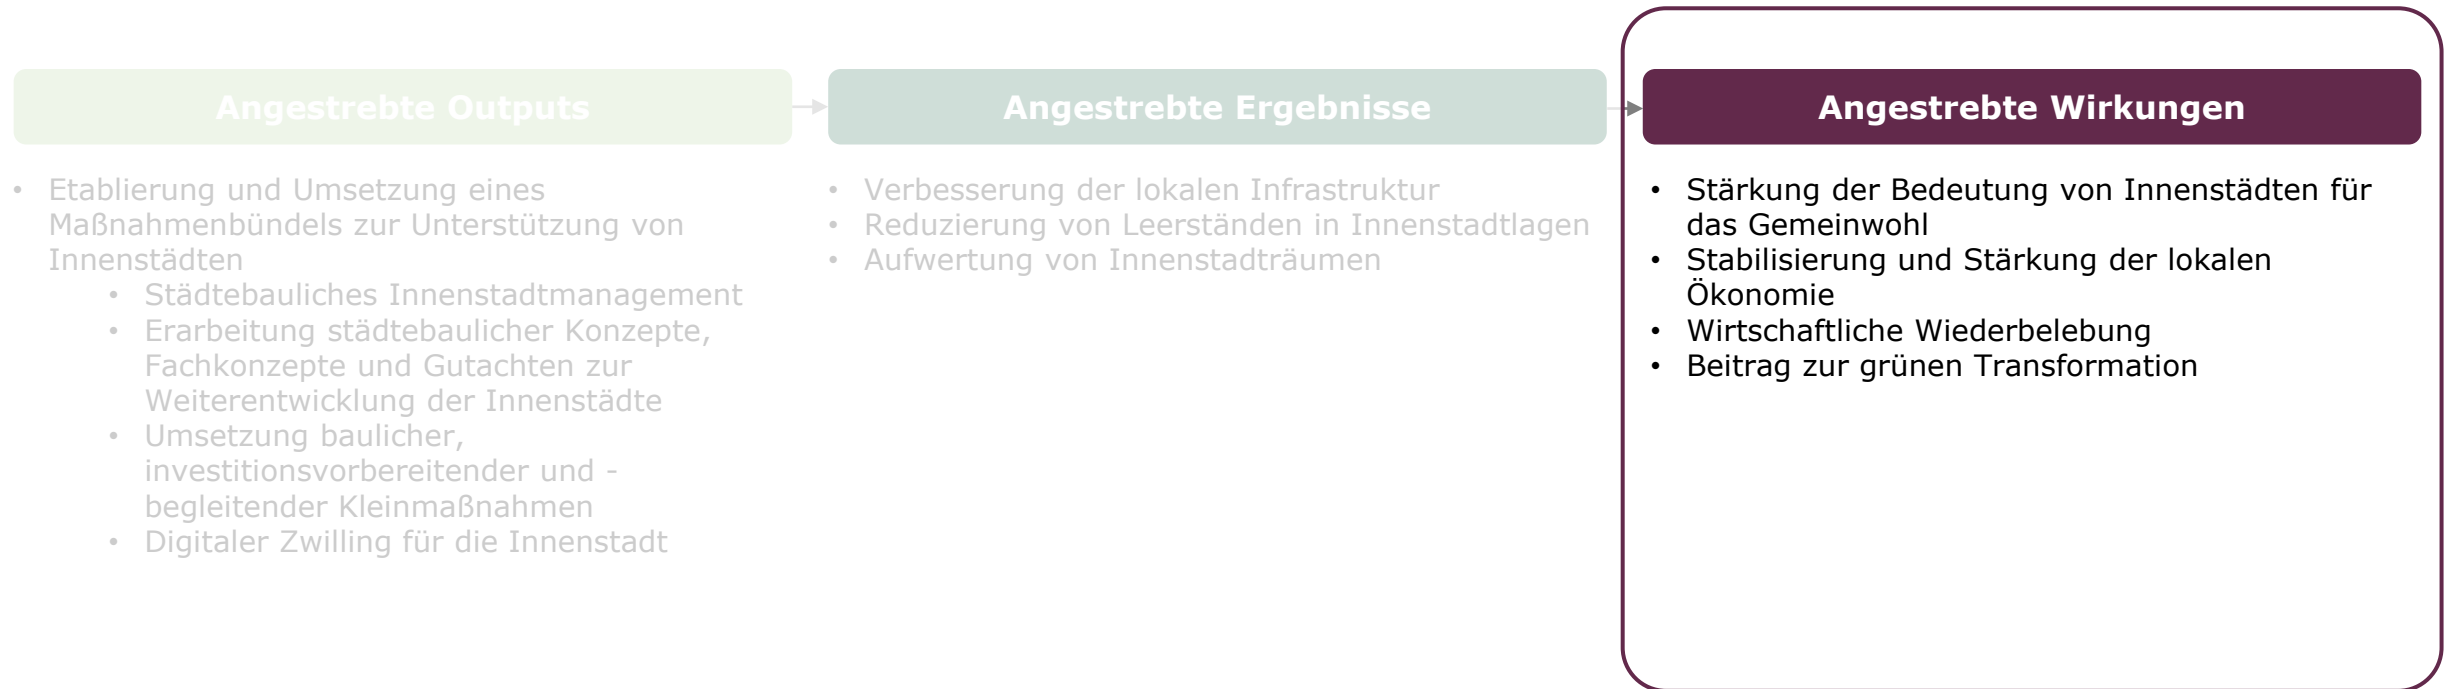 Angestrebte Outputs
• Etablierung und Umsetzung eines
Maßnahmenbündels zur Unterstützung von
Innenstädten
• Städtebauliches Innenstadtmanagement
• Erarbeitung städtebaulicher Konzepte,
Fachkonzepte und Gutachten zur
Weiterentwicklung der Innenstädte
• Umsetzung baulicher,
investitionsvorbereitender und -
begleitender Kleinmaßnahmen
• Digitaler Zwilling für die Innenstadt
Angestrebte Ergebnisse
• Verbesserung der lokalen Infrastruktur
• Reduzierung von Leerständen in Innenstadtlagen
• Aufwertung von Innenstadträumen
Angestrebte Wirkungen
• Stärkung der Bedeutung von Innenstädten für
das Gemeinwohl
• Stabilisierung und Stärkung der lokalen
Ökonomie
• Wirtschaftliche Wiederbelebung
• Beitrag zur grünen Transformation